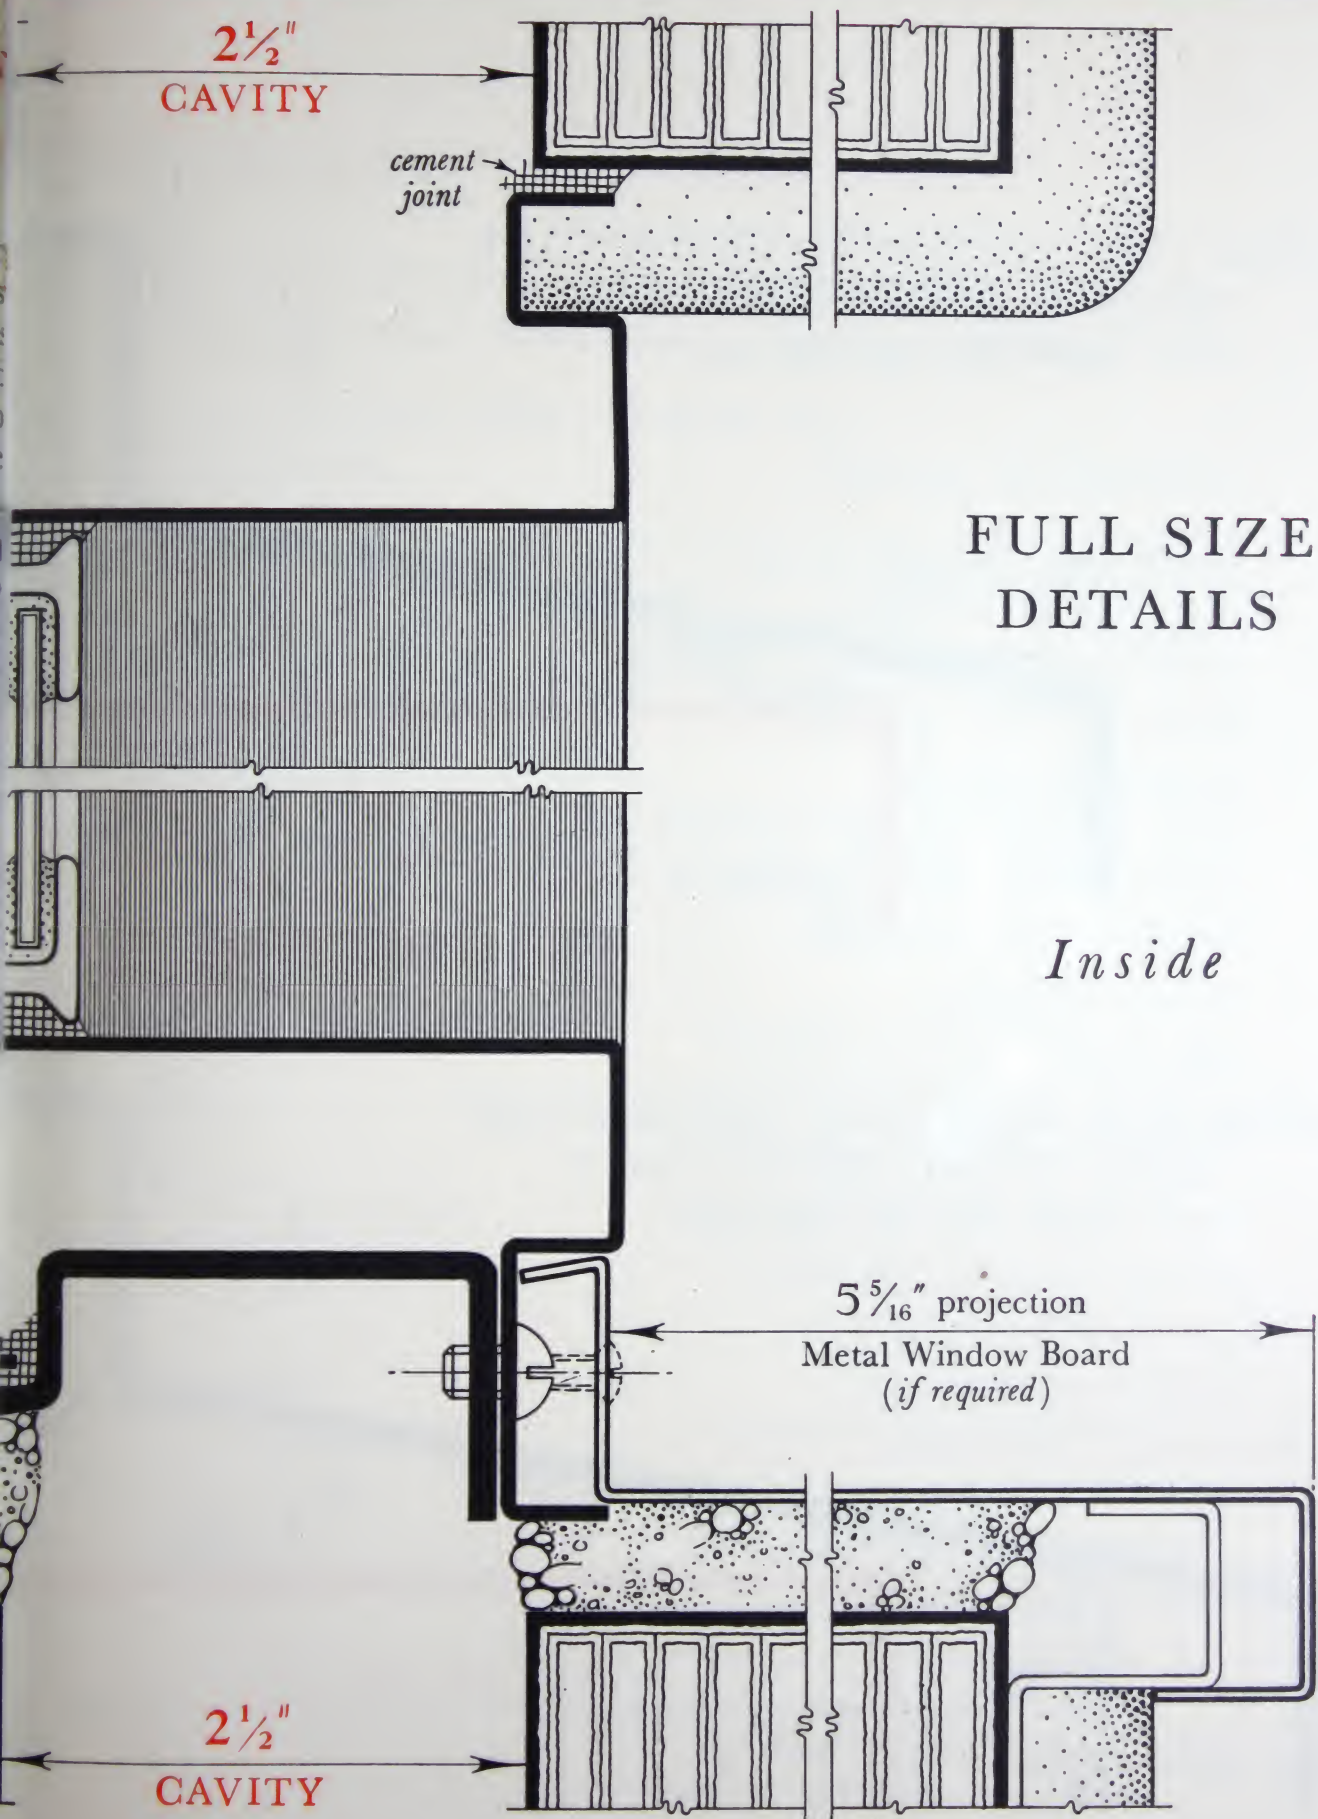 2½"
CAVITY
cement
joint
FULL SIZE
DETAILS
Inside
5 5/16" projection
Metal Window Board
(if required)
2½"
CAVITY